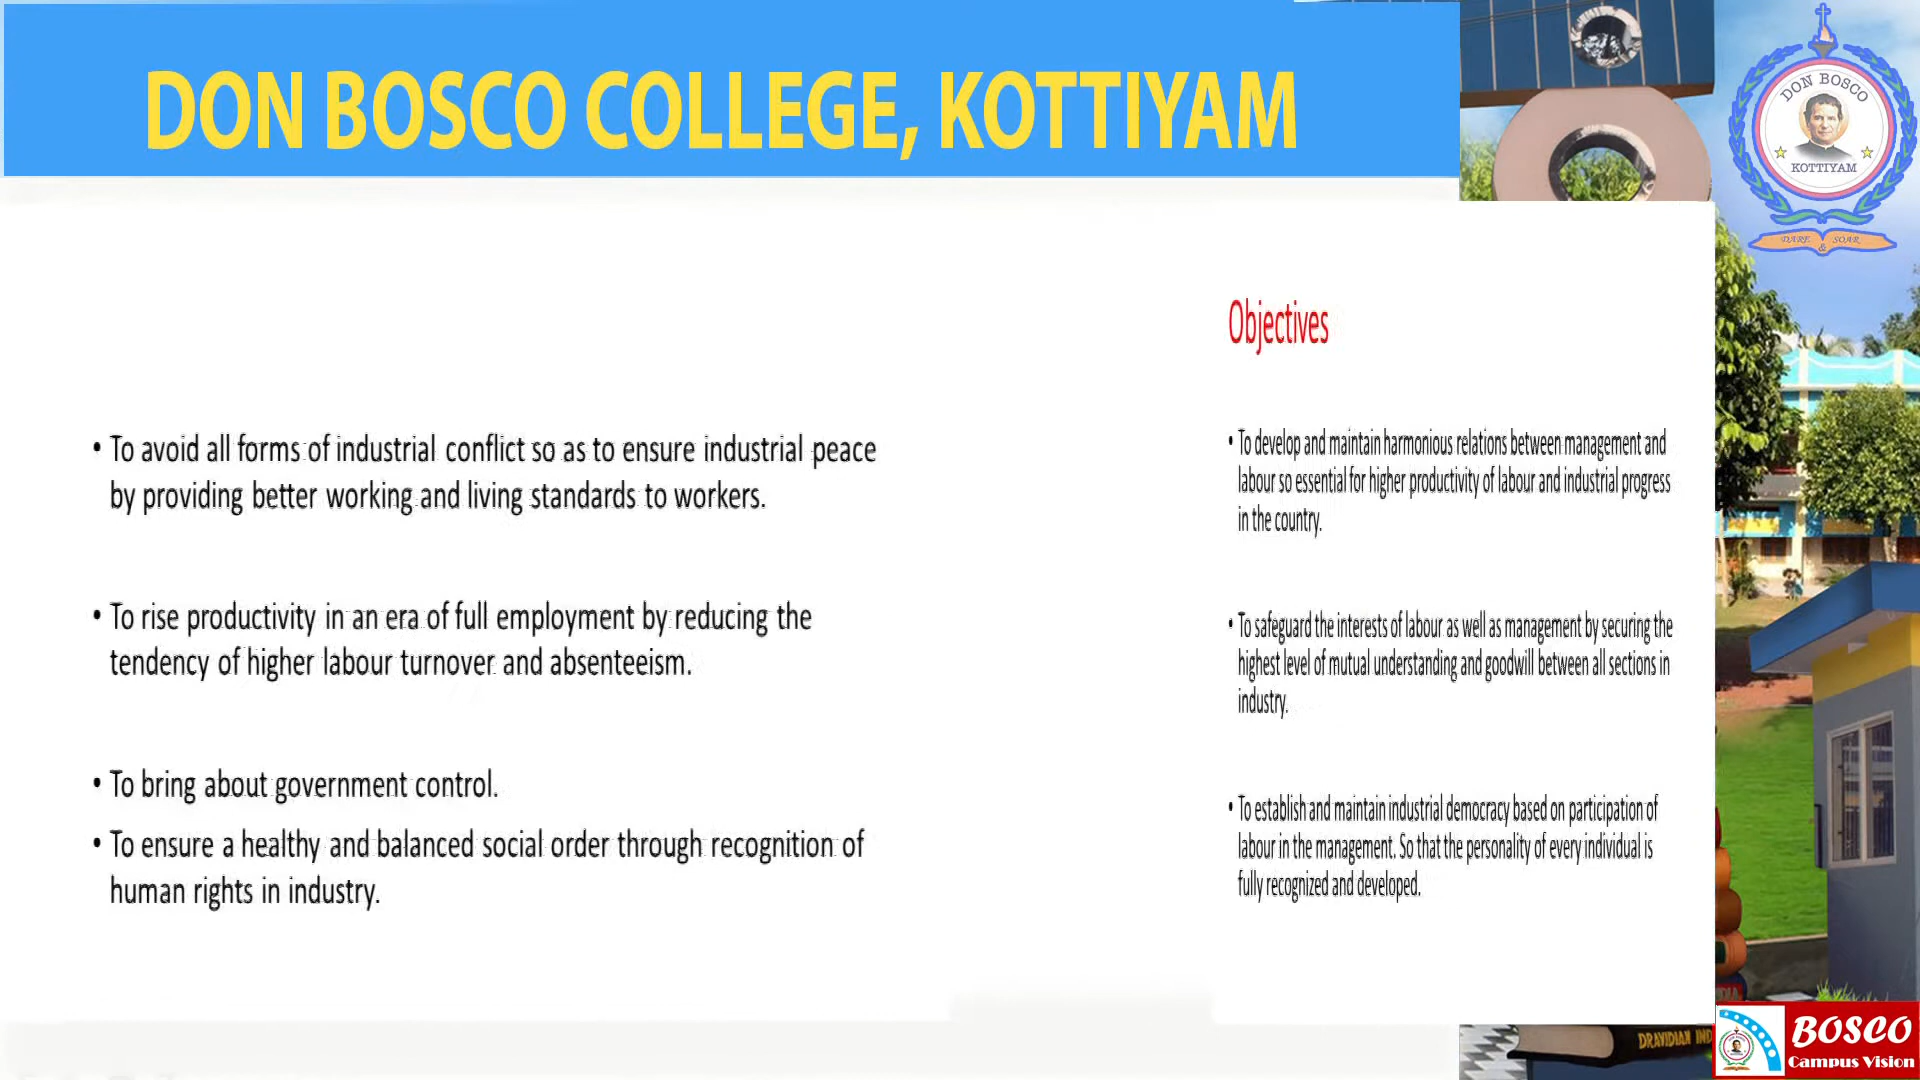 DON BOSCO COLLEGE, KOTTIYAM
DON BOSCO
KOTTIYAM
DARE & SOAR
• To avoid all forms of industrial conflict so as to ensure industrial peace
by providing better working and living standards to workers.
• To rise productivity in an era of full employment by reducing the
tendency of higher labour turnover and absenteeism.
• To bring about government control.
• To ensure a healthy and balanced social order through recognition of
human rights in industry.
Objectives
• To develop and maintain harmonious relations between management and
labour so essential for higher productivity of labour and industrial progress
in the country.
• To safeguard the interests of labour as well as management by securing the
highest level of mutual understanding and goodwill between all sections in
industry.
• To establish and maintain industrial democracy based on participation of
labour in the management. So that the personality of every individual is
fully recognized and developed.
DRAVIDIAN IND
BOSCO
Campus Vision